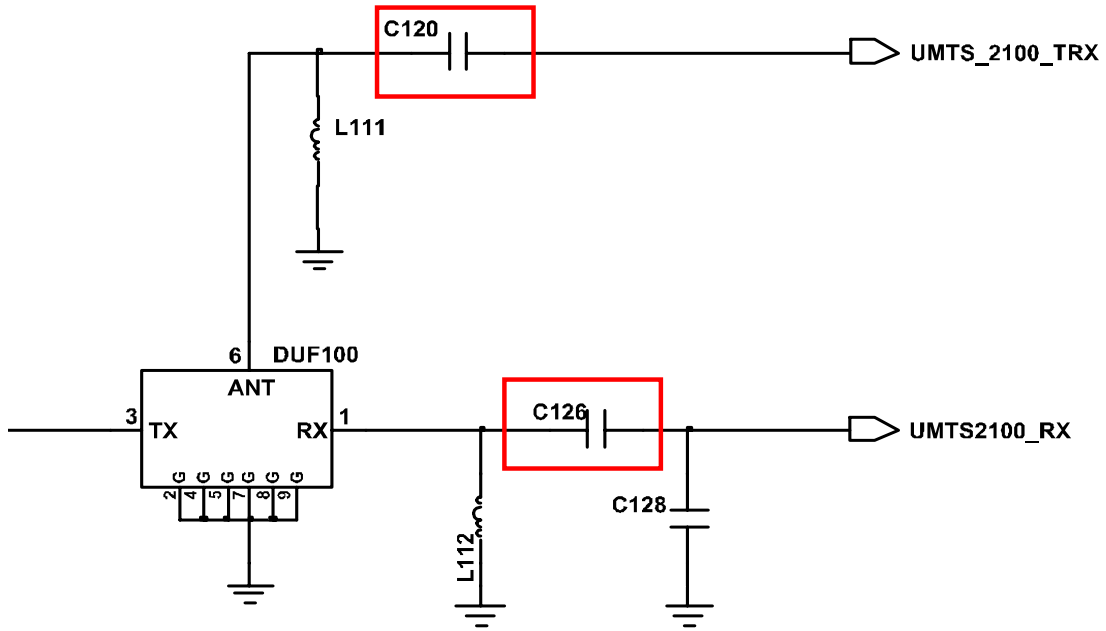 C120
UMTS_2100_TRX
L111
6 DUF100
ANT
3 TX RX 1
C126
UMTS2100_RX
G G G G G G
2 4 5 7 8 9
C128
L112